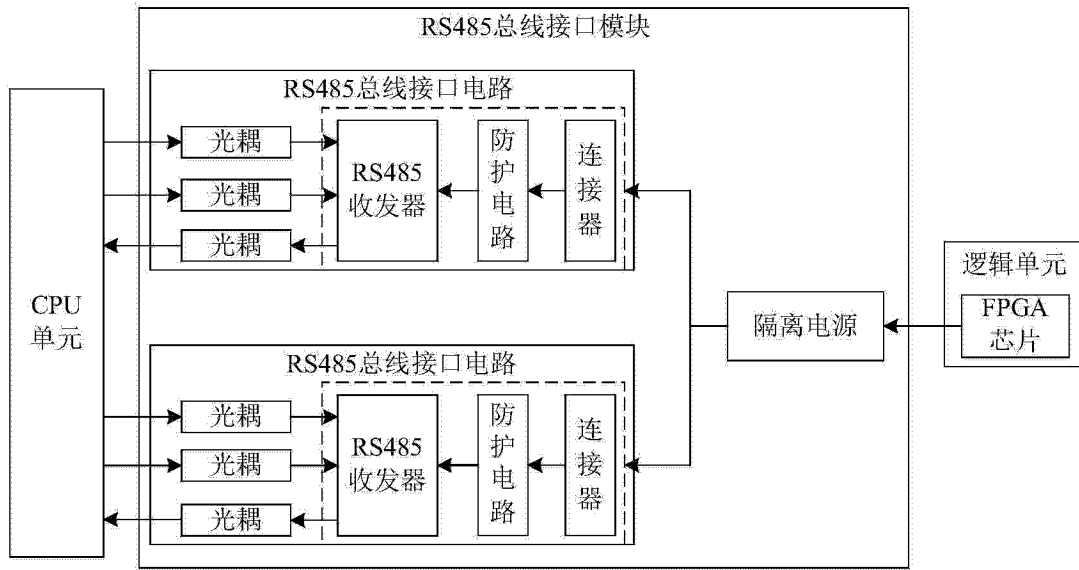 RS485总线接口模块
RS485总线接口电路
光耦
光耦
光耦
RS485
收发器
防护电路
连接器
CPU
单元
隔离电源
逻辑单元
FPGA
芯片
RS485总线接口电路
光耦
光耦
光耦
RS485
收发器
防护电路
连接器